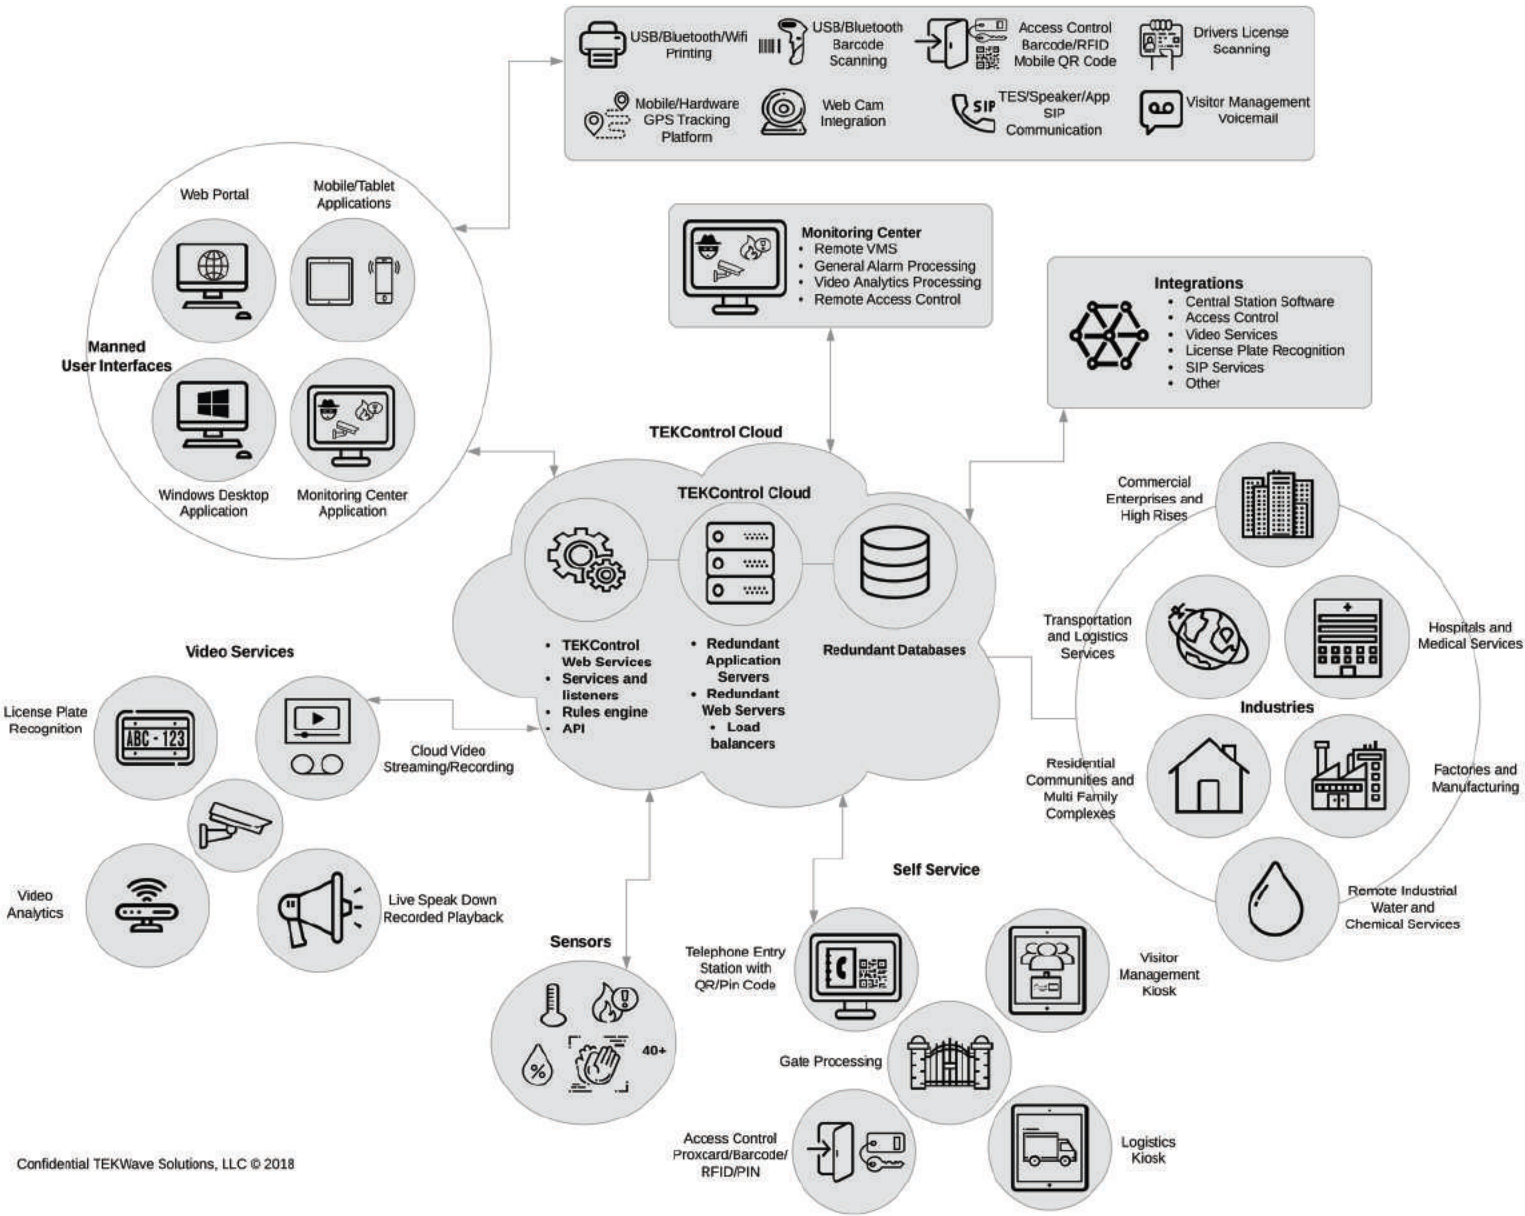 USB/Bluetooth/Wifi
Printing
USB/Bluetooth
Barcode
Scanning
Access Control
Barcode/RFID
Mobile QR Code
Drivers License
Scanning
Mobile/Hardware
GPS Tracking
Platform
Web Cam
Integration
SIP
TES/Speaker/App
SIP
Communication
Visitor Management
Voicemail
Web Portal
Mobile/Tablet
Applications
Manned
User Interfaces
Windows Desktop
Application
Monitoring Center
Application
Monitoring Center
• Remote VMS
• General Alarm Processing
• Video Analytics Processing
• Remote Access Control
Integrations
• Central Station Software
• Access Control
• Video Services
• License Plate Recognition
• SIP Services
• Other
TEKControl Cloud
TEKControl Cloud
• TEKControl
Web Services
• Services and
listeners
• Rules engine
• API
• Redundant
Application
Servers
• Redundant
Web Servers
• Load
balancers
Redundant Databases
Commercial
Enterprises and
High Rises
Transportation
and Logistics
Services
Hospitals and
Medical Services
Industries
Residential
Communities and
Multi Family
Complexes
Factories and
Manufacturing
Remote Industrial
Water and
Chemical Services
Video Services
License Plate
Recognition
ABC - 123
Cloud Video
Streaming/Recording
Video
Analytics
Live Speak Down
Recorded Playback
Sensors
%
40+
Self Service
Telephone Entry
Station with
QR/Pin Code
Visitor
Management
Kiosk
Gate Processing
Access Control
Proxcard/Barcode/
RFID/PIN
Logistics
Kiosk
Confidential TEKWave Solutions, LLC © 2018